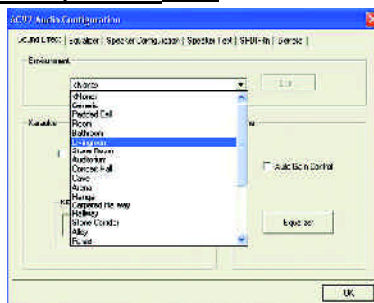 AC97 Audio Configuration
Sound Effect | Equalizer | Speaker Configuration | Speaker Test | S/PDIF-In | General |
Environment
<None>
<None>
Generic
Padded Cell
Room
Bathroom
Livingroom
Stone Room
Auditorium
Concert Hall
Cave
Arena
Hangar
Carpeted Hallway
Hallway
Stone Corridor
Alley
Forest
Karaoke
Auto Gain Control
Equalizer
OK